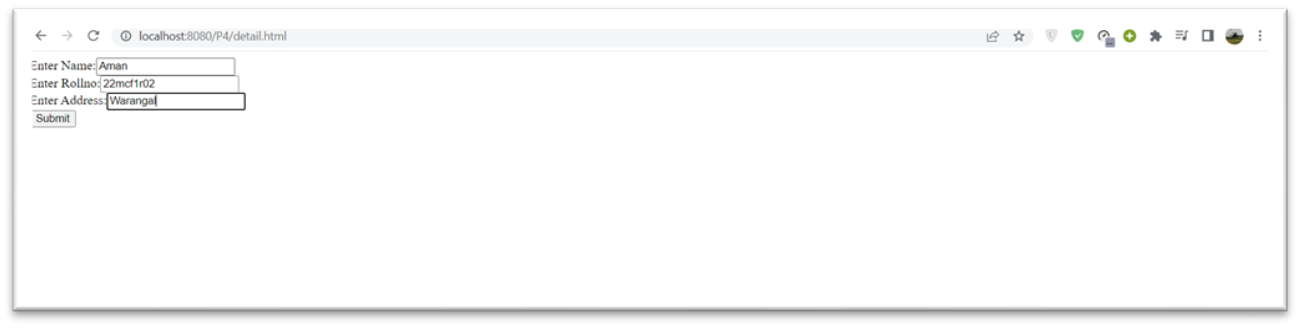 localhost:8080/P4/detail.html
Enter Name: Aman
Enter Rollno: 22mcf1r02
Enter Address: Warangal
Submit